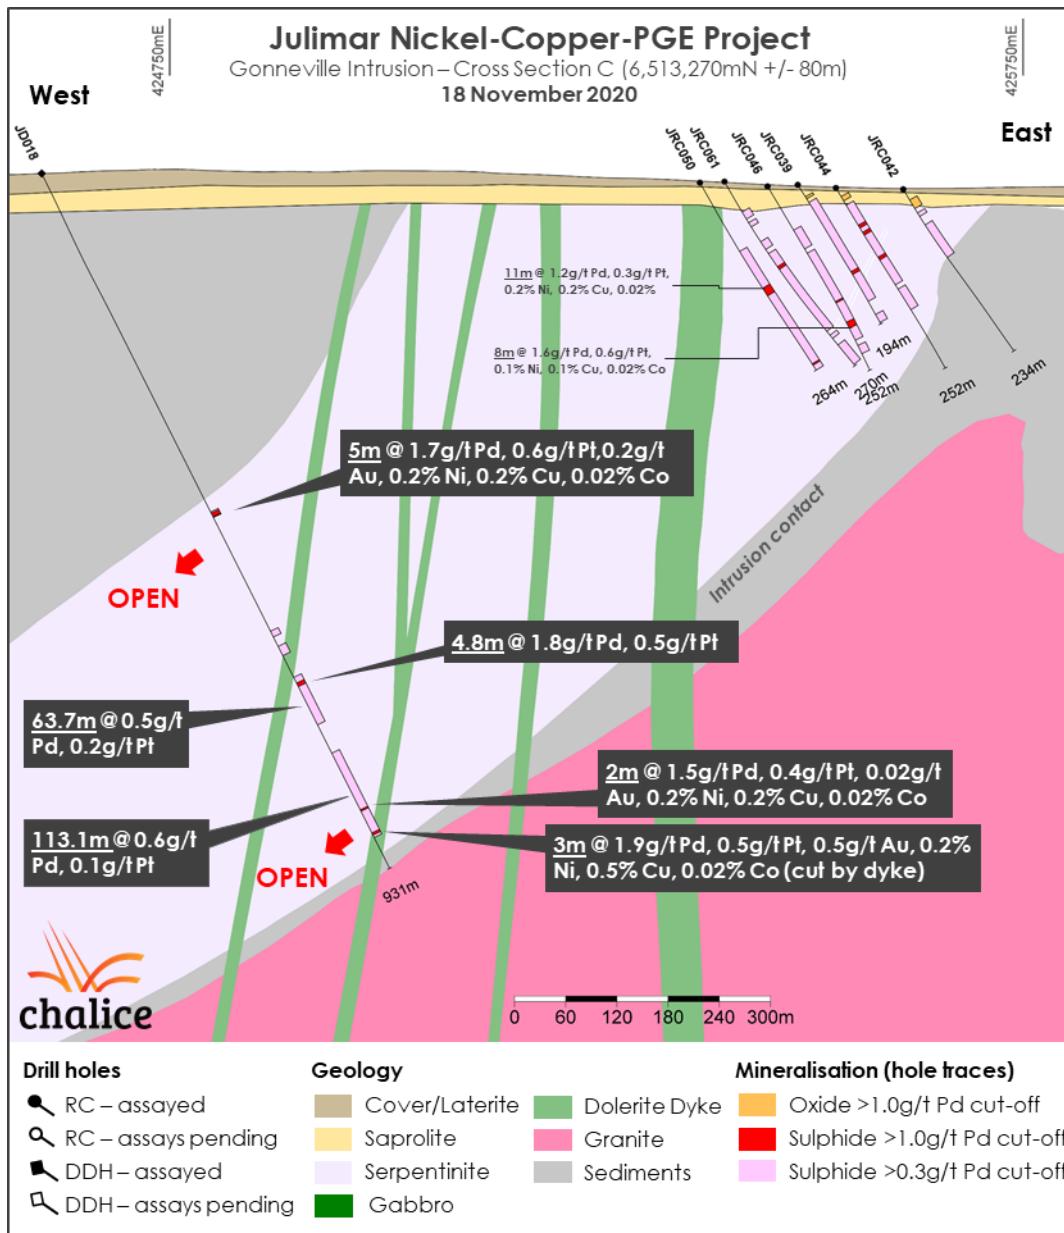 Julimar Nickel-Copper-PGE Project
Gonneville Intrusion – Cross Section C (6,513,270mN +/- 80m)
18 November 2020
424750mE
425750mE
West
East
JD018
JRC050
JRC061
JRC046
JRC039
JRC044
JRC042
11m @ 1.2g/t Pd, 0.3g/t Pt,
0.2% Ni, 0.2% Cu, 0.02%
8m @ 1.6g/t Pd, 0.6g/t Pt,
0.1% Ni, 0.1% Cu, 0.02% Co
194m
264m
270m
252m
252m
234m
5m @ 1.7g/t Pd, 0.6g/t Pt,0.2g/t
Au, 0.2% Ni, 0.2% Cu, 0.02% Co
Intrusion contact
OPEN
4.8m @ 1.8g/t Pd, 0.5g/t Pt
63.7m @ 0.5g/t
Pd, 0.2g/t Pt
2m @ 1.5g/t Pd, 0.4g/t Pt, 0.02g/t
Au, 0.2% Ni, 0.2% Cu, 0.02% Co
113.1m @ 0.6g/t
Pd, 0.1g/t Pt
3m @ 1.9g/t Pd, 0.5g/t Pt, 0.5g/t Au, 0.2%
Ni, 0.5% Cu, 0.02% Co (cut by dyke)
OPEN
931m
chalice
0 60 120 180 240 300m
Drill holes
RC – assayed
RC – assays pending
DDH – assayed
DDH – assays pending
Geology
Cover/Laterite
Saprolite
Serpentinite
Gabbro
Dolerite Dyke
Granite
Sediments
Mineralisation (hole traces)
Oxide >1.0g/t Pd cut-off
Sulphide >1.0g/t Pd cut-off
Sulphide >0.3g/t Pd cut-off